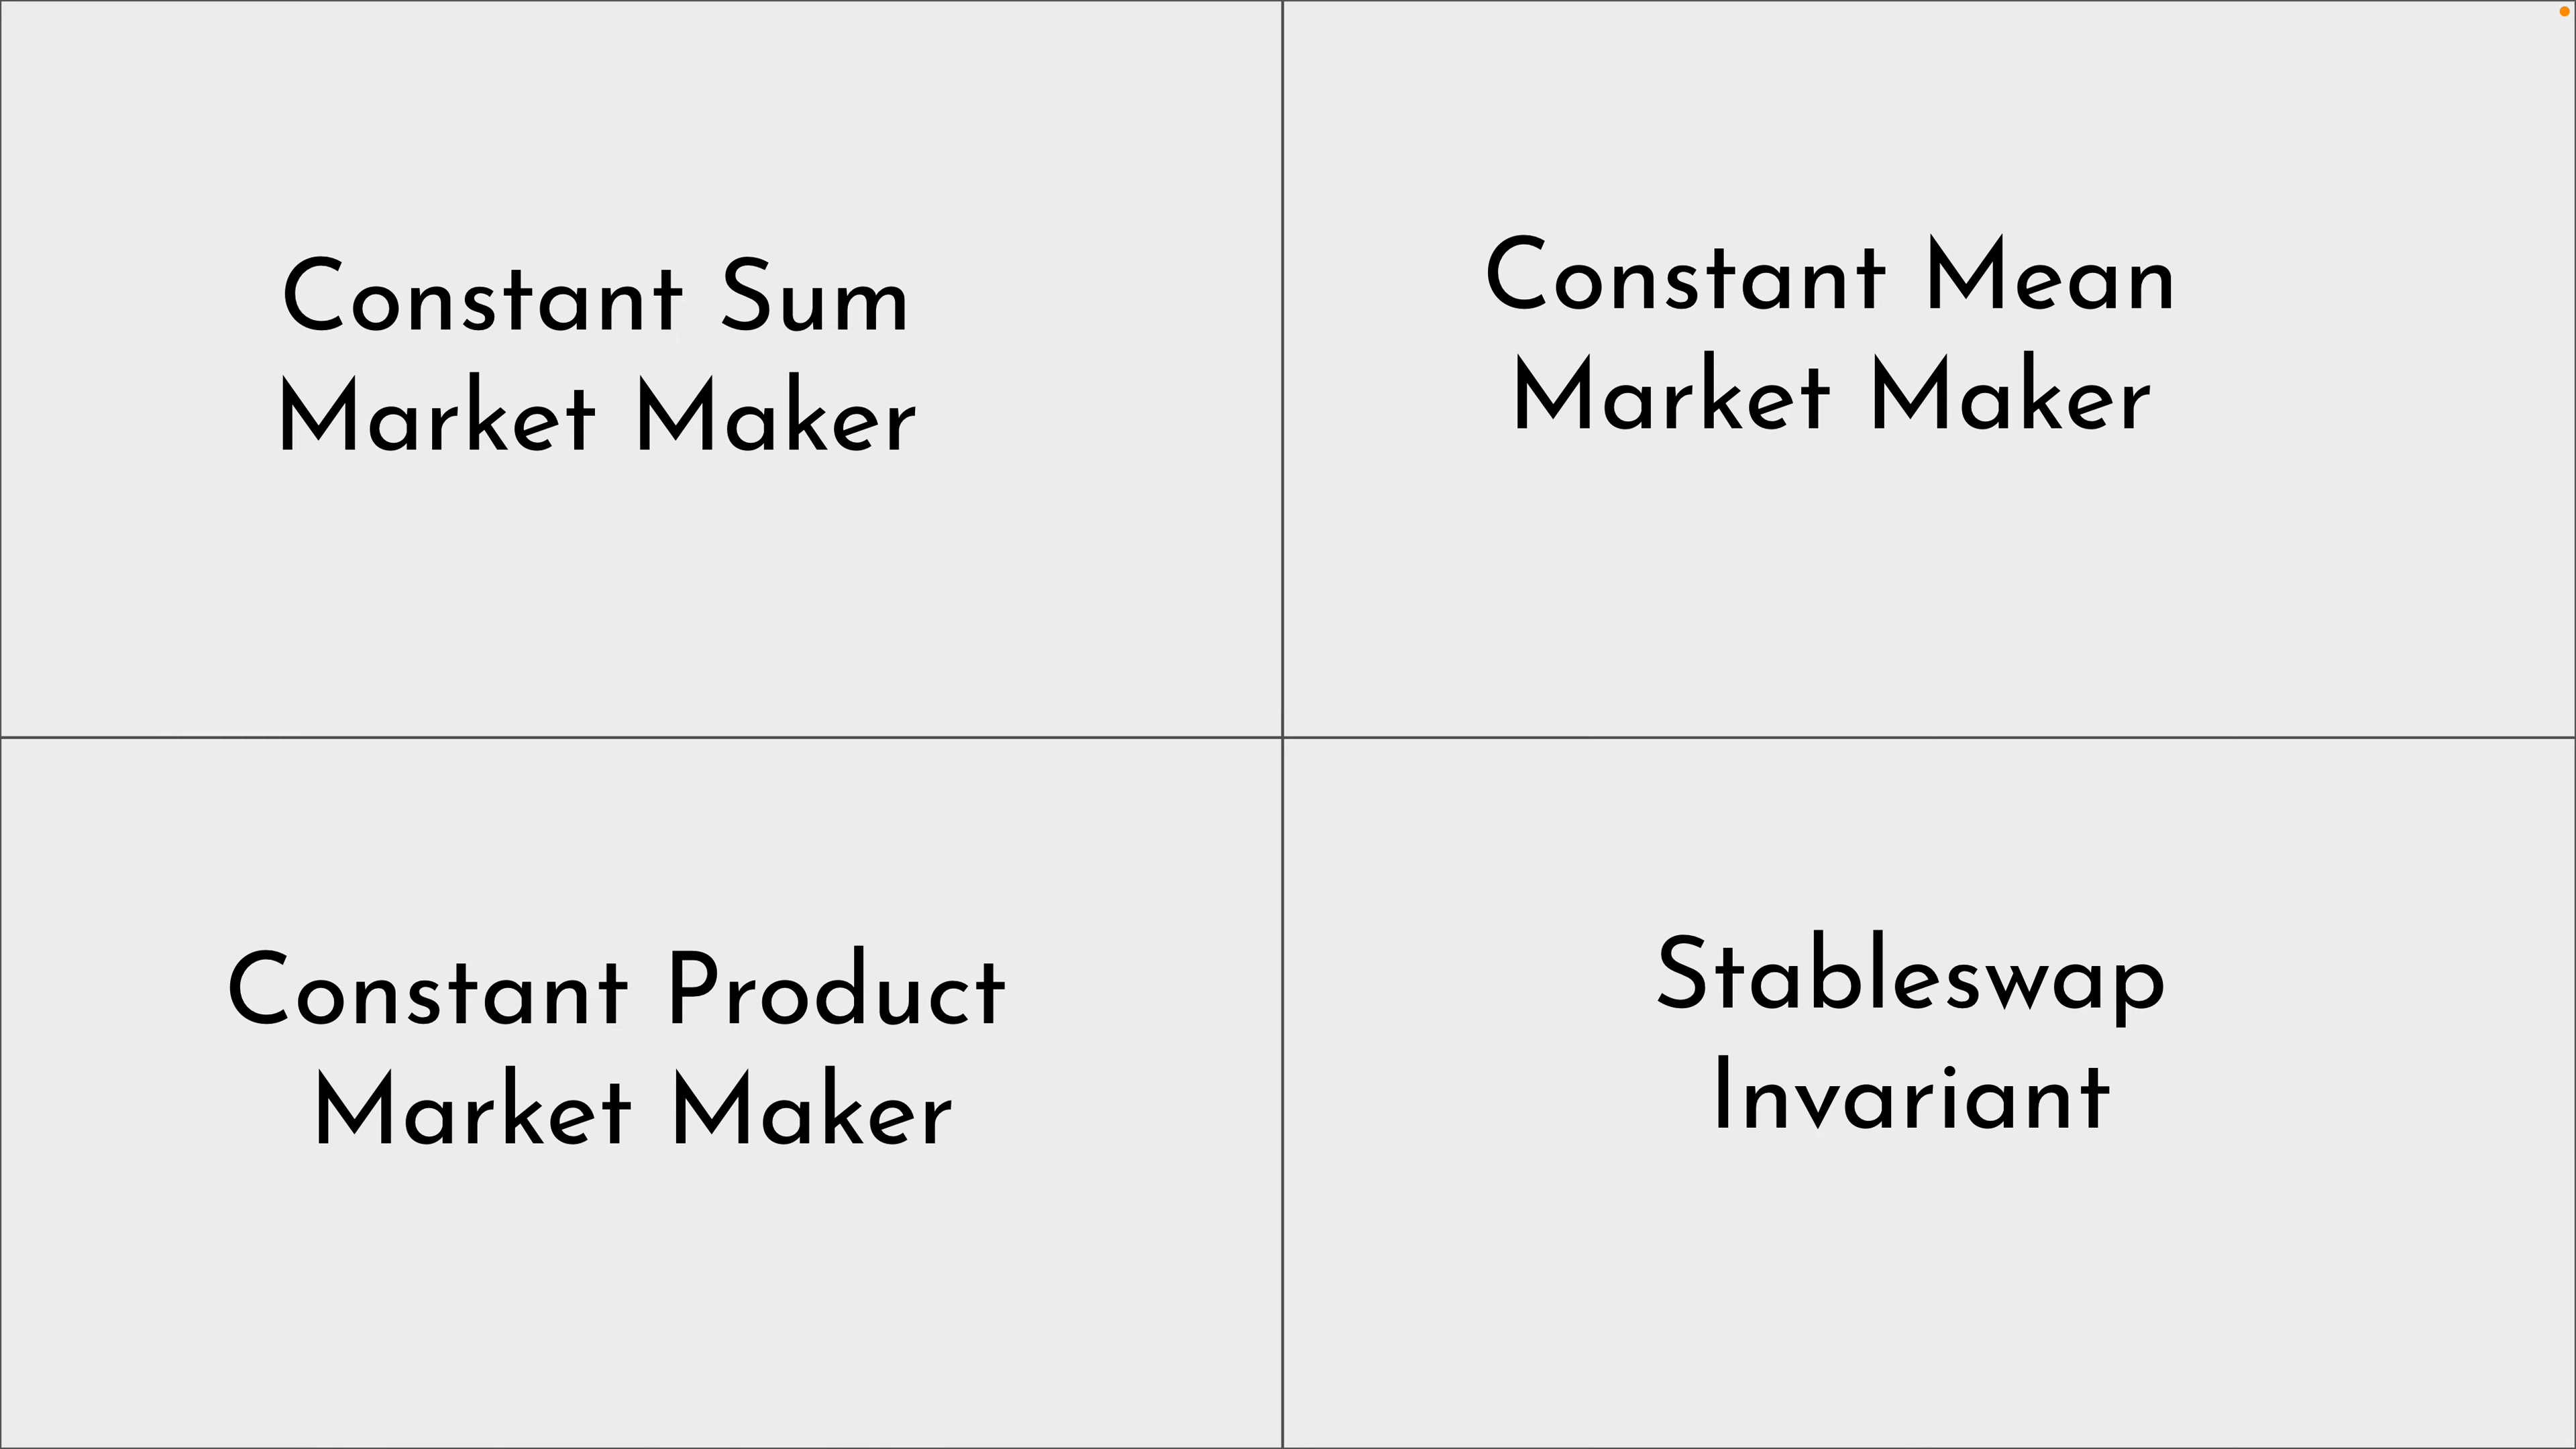 Constant Sum
Market Maker
Constant Mean
Market Maker
Constant Product
Market Maker
Stableswap
Invariant